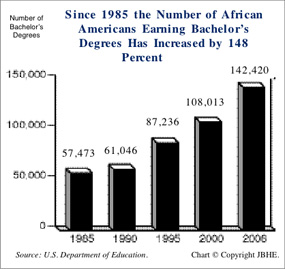 Number of
Bachelor's
Degrees
Since 1985 the Number of African
Americans Earning Bachelor's
Degrees Has Increased by 148
Percent
150,000
100,000
50,000
0
57,473
61,046
87,236
108,013
142,420
1985
1990
1995
2000
2006
Source: U.S. Department of Education.
Chart © Copyright JBHE.